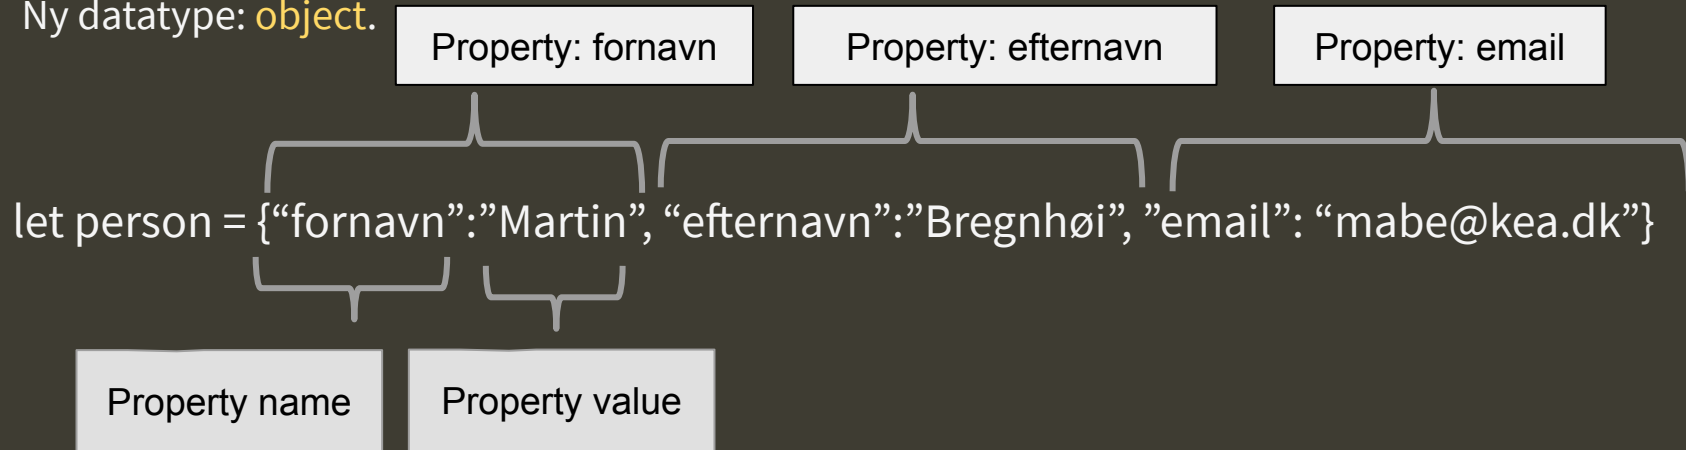 Ny datatype: object.
Property: fornavn
Property: efternavn
Property: email
let person = {“fornavn”:”Martin”, “efternavn”:”Bregnhøi”, ”email”: “mabe@kea.dk”}
Property name
Property value